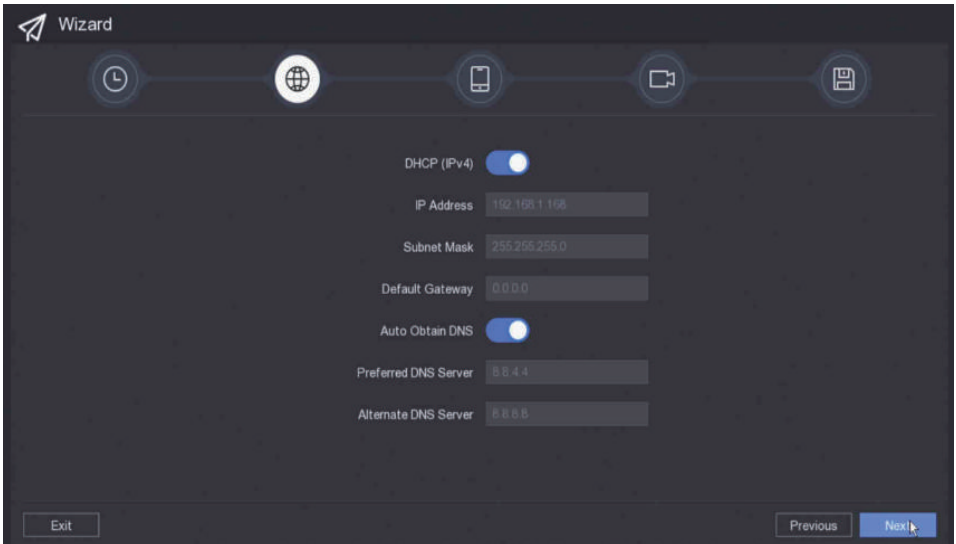 Wizard
DHCP (IPv4)
IP Address 192.168.1.168
Subnet Mask 255.255.255.0
Default Gateway 0.0.0.0
Auto Obtain DNS
Preferred DNS Server 8.8.4.4
Alternate DNS Server 8.8.8.8
Exit Previous Next